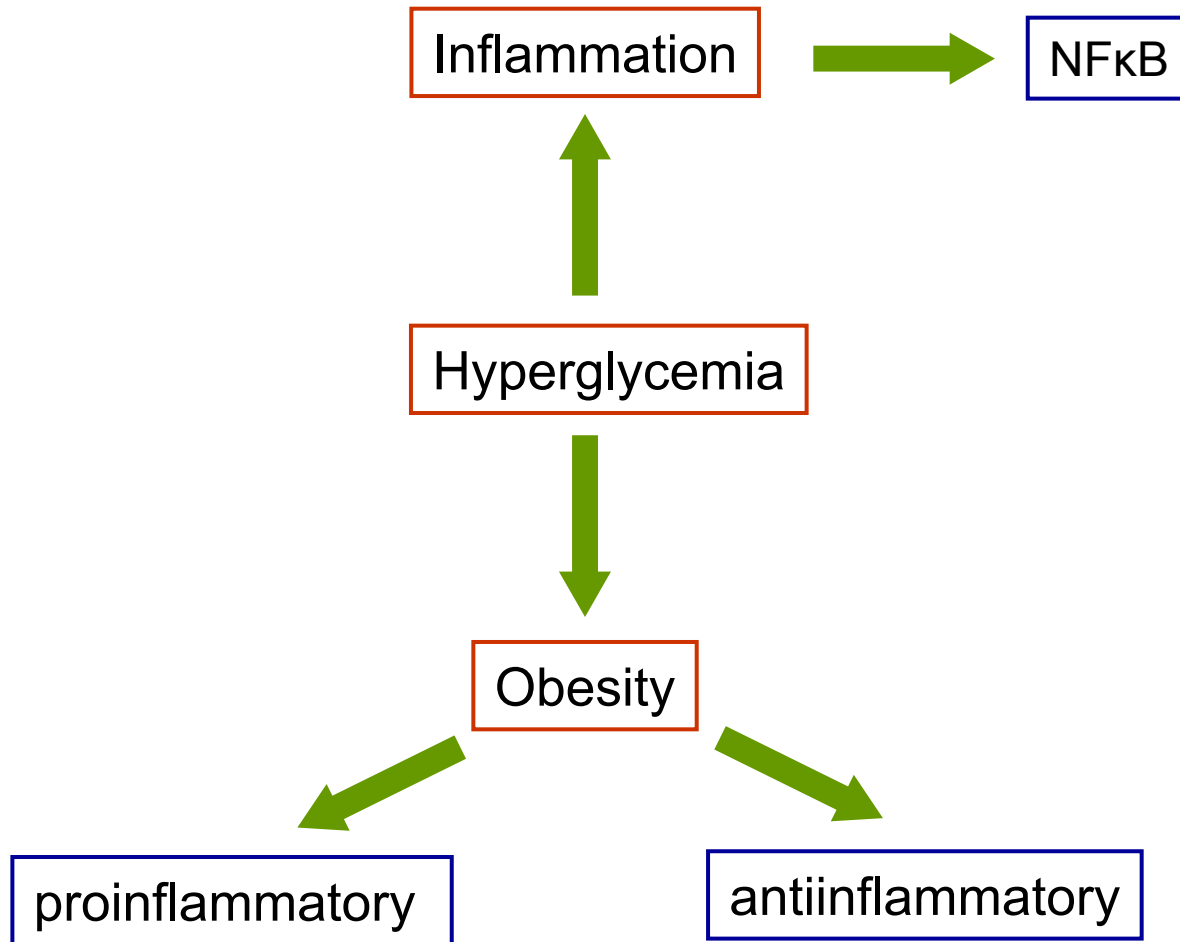 Inflammation
NFκB
Hyperglycemia
Obesity
proinflammatory
antiinflammatory